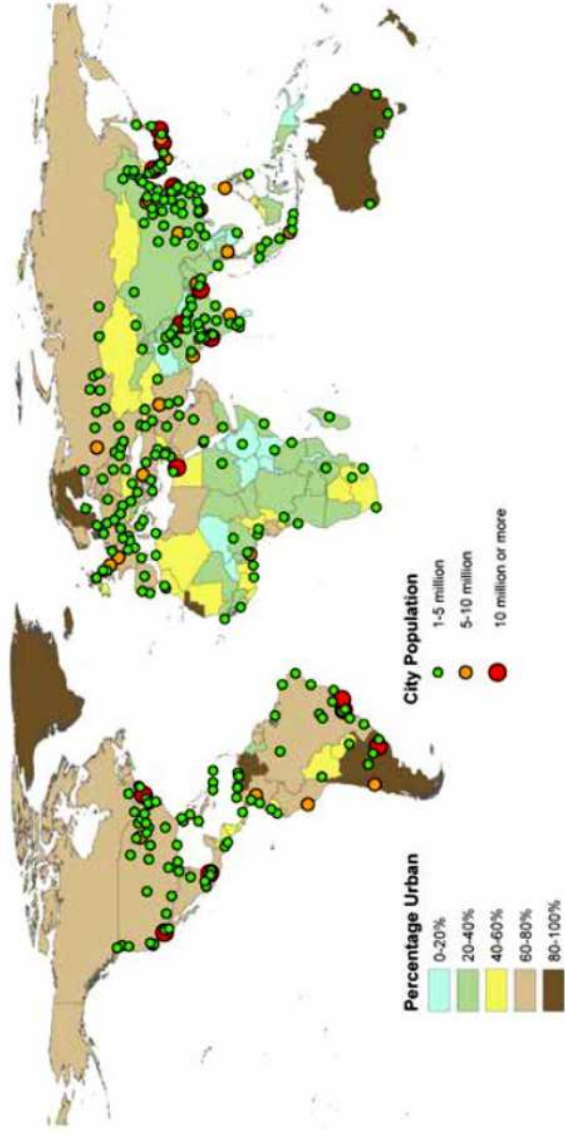 Percentage Urban
0-20%
20-40%
40-60%
60-80%
80-100%
City Population
1-5 million
5-10 million
10 million or more